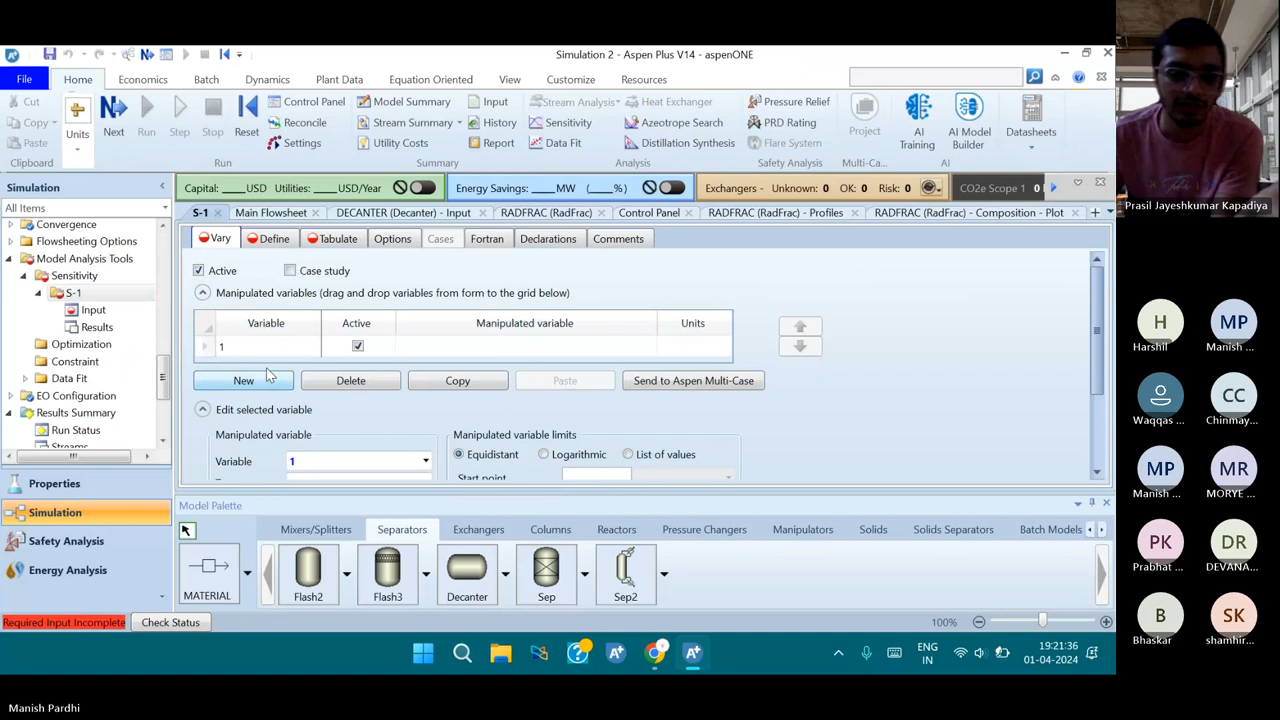 Simulation 2 - Aspen Plus V14 - aspenONE
File Home Economics Batch Dynamics Plant Data Equation Oriented View Customize Resources
Cut Control Panel Model Summary Input Stream Analysis Heat Exchanger Pressure Relief
Copy Reconcile Stream Summary History Sensitivity Azeotrope Search PRD Rating
Paste Units Next Run Step Stop Reset Settings Utility Costs Report Data Fit Distillation Synthesis Flare System Project AI Training AI Model Builder Datasheets
Clipboard Run Summary Analysis Safety Analysis Multi-Ca... AI
Simulation
Capital: ____USD Utilities: ____USD/Year Energy Savings: ____MW (____%) Exchangers - Unknown: 0 OK: 0 Risk: 0 CO2e Scope 1 0
Prasil Jayeshkumar Kapadiya
All Items
S-1 Main Flowsheet DECANTER (Decanter) - Input RADFRAC (RadFrac) Control Panel RADFRAC (RadFrac) - Profiles RADFRAC (RadFrac) - Composition - Plot
Convergence
Flowsheeting Options
Model Analysis Tools
Sensitivity
S-1
Input
Results
Optimization
Constraint
Data Fit
EO Configuration
Results Summary
Run Status
Streams
Vary Define Tabulate Options Cases Fortran Declarations Comments
Active Case study
Manipulated variables (drag and drop variables from form to the grid below)
Variable Active Manipulated variable Units
1
New Delete Copy Paste Send to Aspen Multi-Case
Edit selected variable
Manipulated variable Manipulated variable limits
Variable 1 Equidistant Logarithmic List of values
Start point
Properties
Simulation
Safety Analysis
Energy Analysis
Model Palette
Mixers/Splitters Separators Exchangers Columns Reactors Pressure Changers Manipulators Solids Solids Separators Batch Models
MATERIAL Flash2 Flash3 Decanter Sep Sep2
Required Input Incomplete Check Status 100%
ENG
IN
19:21:36
01-04-2024
H MP
Harshil Manish ...
CC
Waqqas ... Chinmay...
MP MR
Manish ... MORYE ...
PK DR
Prabhat ... DEVANA...
B SK
Bhaskar shamhir...
Manish Pardhi